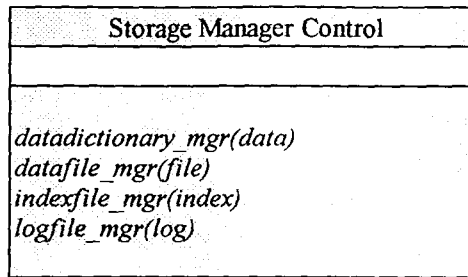 Storage Manager Control
datadictionary_mgr(data)
datafile_mgr(file)
indexfile_mgr(index)
logfile_mgr(log)